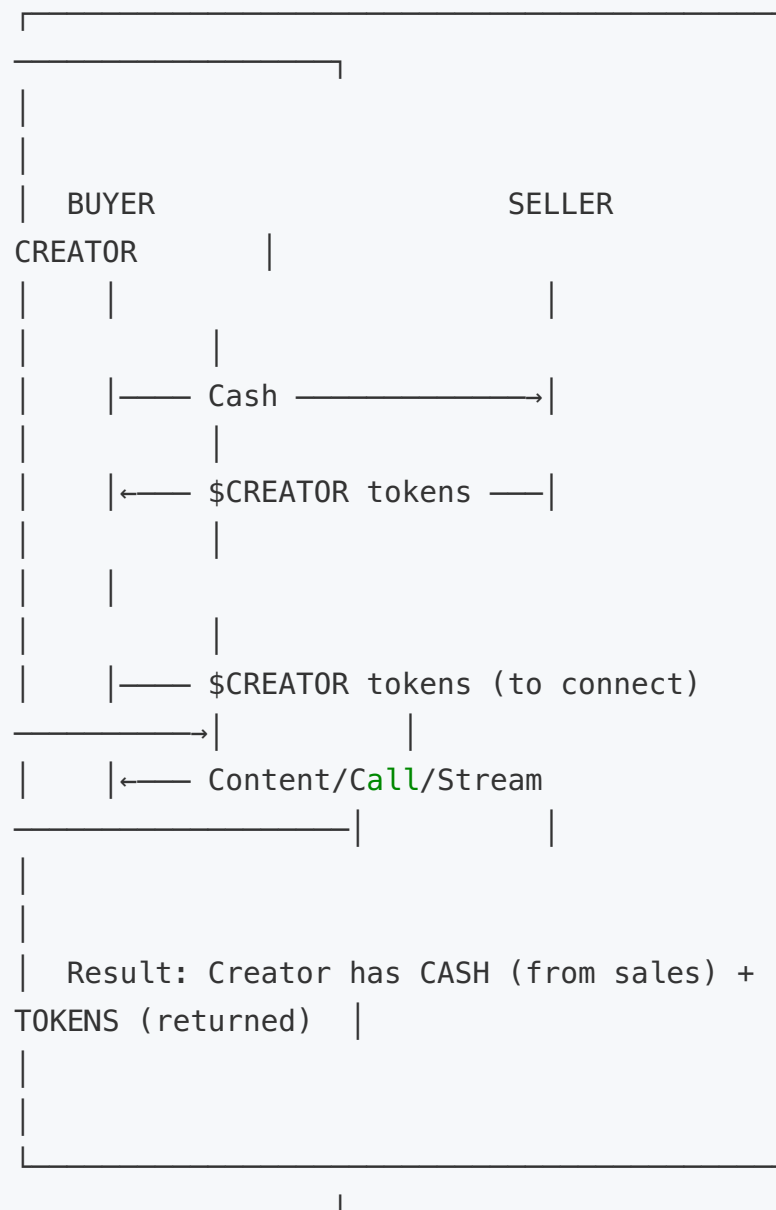 ┌───────────────────────────────────────────
──────────────────┐
│
│
│  BUYER                    SELLER
CREATOR       │
│    │                        │
│          │
│    │──── Cash ─────────────→│
│          │
│    │←─── $CREATOR tokens ───│
│          │
│    │
│          │
│    │──── $CREATOR tokens (to connect)
──────────→│          │
│    │←─── Content/Call/Stream
───────────────────│          │
│
│
│  Result: Creator has CASH (from sales) +
TOKENS (returned)  │
│
│
└───────────────────────────────────────────